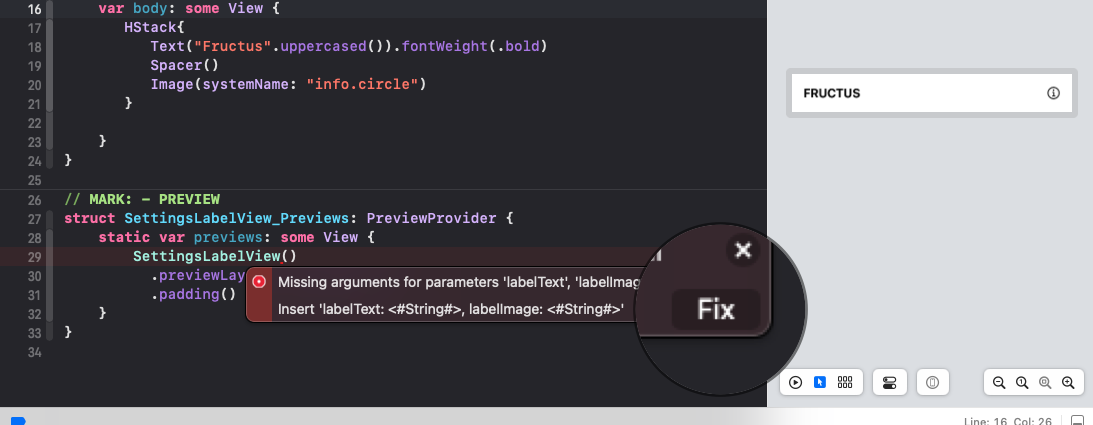 16 var body: some View {
17 HStack{
18 Text("Fructus".uppercased()).fontWeight(.bold)
19 Spacer()
20 Image(systemName: "info.circle")
21 }
22
23 }
24 }
25
26 // MARK: - PREVIEW
27 struct SettingsLabelView_Previews: PreviewProvider {
28 static var previews: some View {
29 SettingsLabelView()
30 .previewLay
31 .padding()
32 }
33 }
34
Missing arguments for parameters 'labelText', 'labelImag
Insert 'labelText: <#String#>, labelImage: <#String#>'
Fix
FRUCTUS
Line: 16 Col: 26